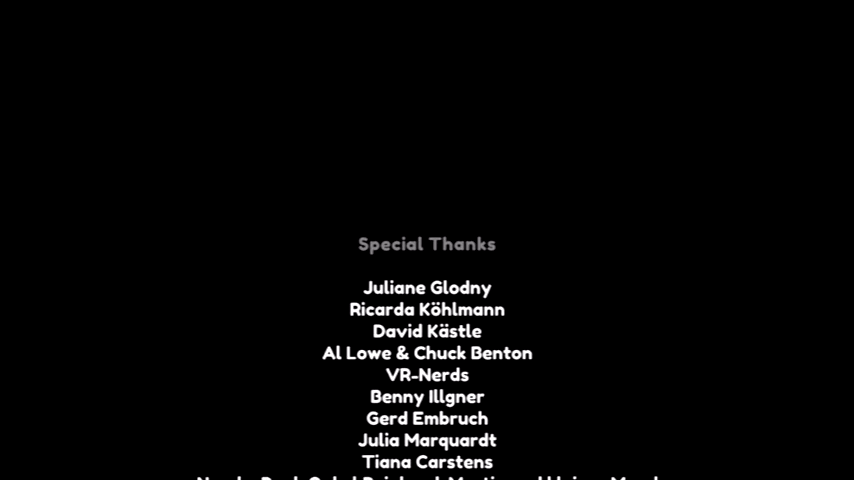 Special Thanks
Juliane Glodny
Ricarda Köhlmann
David Kästle
Al Lowe & Chuck Benton
VR-Nerds
Benny Illgner
Gerd Embruch
Julia Marquardt
Tiana Carstens